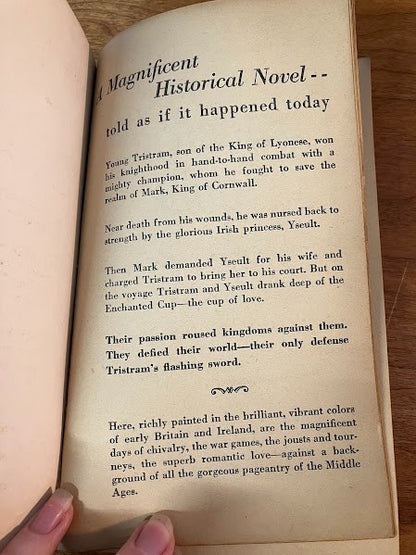 A Magnificent
Historical Novel--
told as if it happened today
Young Tristram, son of the King of Lyonese, won
his knighthood in hand-to-hand combat with a
mighty champion, whom he fought to save the
realm of Mark, King of Cornwall.
Near death from his wounds, he was nursed back to
strength by the glorious Irish princess, Yseult.
Then Mark demanded Yseult for his wife and
charged Tristram to bring her to his court. But on
the voyage Tristram and Yseult drank deep of the
Enchanted Cup—the cup of love.
Their passion roused kingdoms against them.
They defied their world—their only defense
Tristram's flashing sword.
Here, richly painted in the brilliant, vibrant colors
of early Britain and Ireland, are the magnificent
days of chivalry, the war games, the jousts and tour-
neys, the superb romantic love—against a back-
ground of all the gorgeous pageantry of the Middle
Ages.